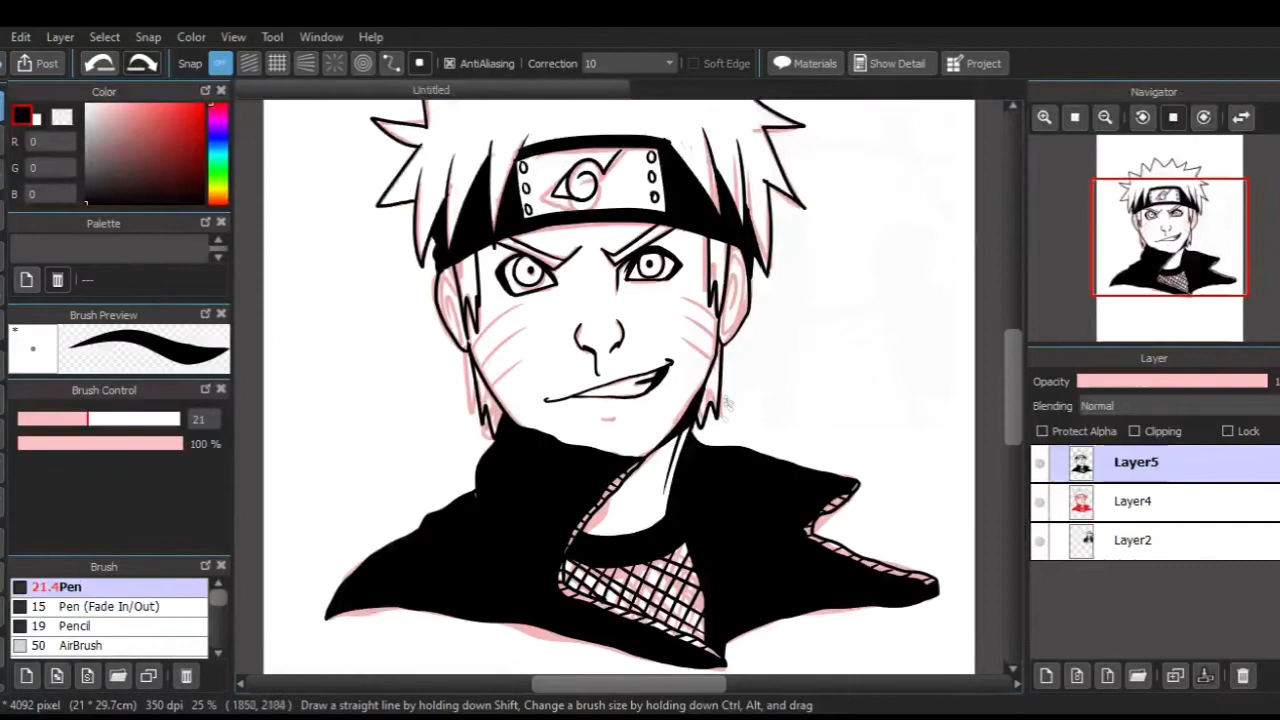 Edit Layer Select Snap Color View Tool Window Help
Post Snap OFF AntiAliasing Correction 10 Soft Edge Materials Show Detail Project
Color Untitled Navigator
R 0
G 0
B 0
Palette
---
Brush Preview
*
Brush Control
21
100 %
Layer
Opacity 1
Blending Normal
Protect Alpha Clipping Lock
Layer5
Layer4
Layer2
Brush
21.4 Pen
15 Pen (Fade In/Out)
19 Pencil
50 AirBrush
* 4092 pixel (21 * 29.7cm) 350 dpi 25 % ( 1858, 2184 ) Draw a straight line by holding down Shift, Change a brush size by holding down Ctrl, Alt, and drag